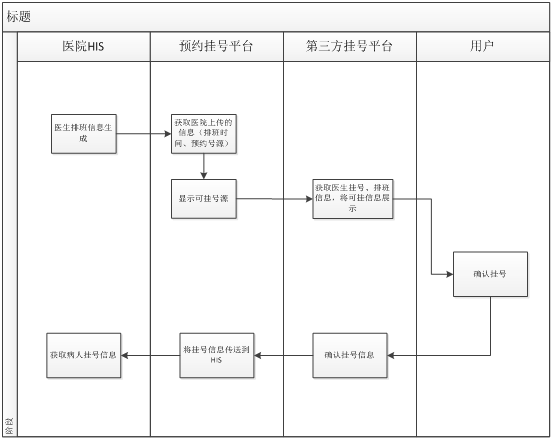 标题
医院HIS
预约挂号平台
第三方挂号平台
用户
医生排班信息生
成
获取医院上传的
信息（排班时
间、预约号源）
显示可挂号源
获取医生挂号、排班
信息，将可挂信息展
示
确认挂号
获取病人挂号信息
将挂号信息传送到
HIS
确认挂号信息
阶段